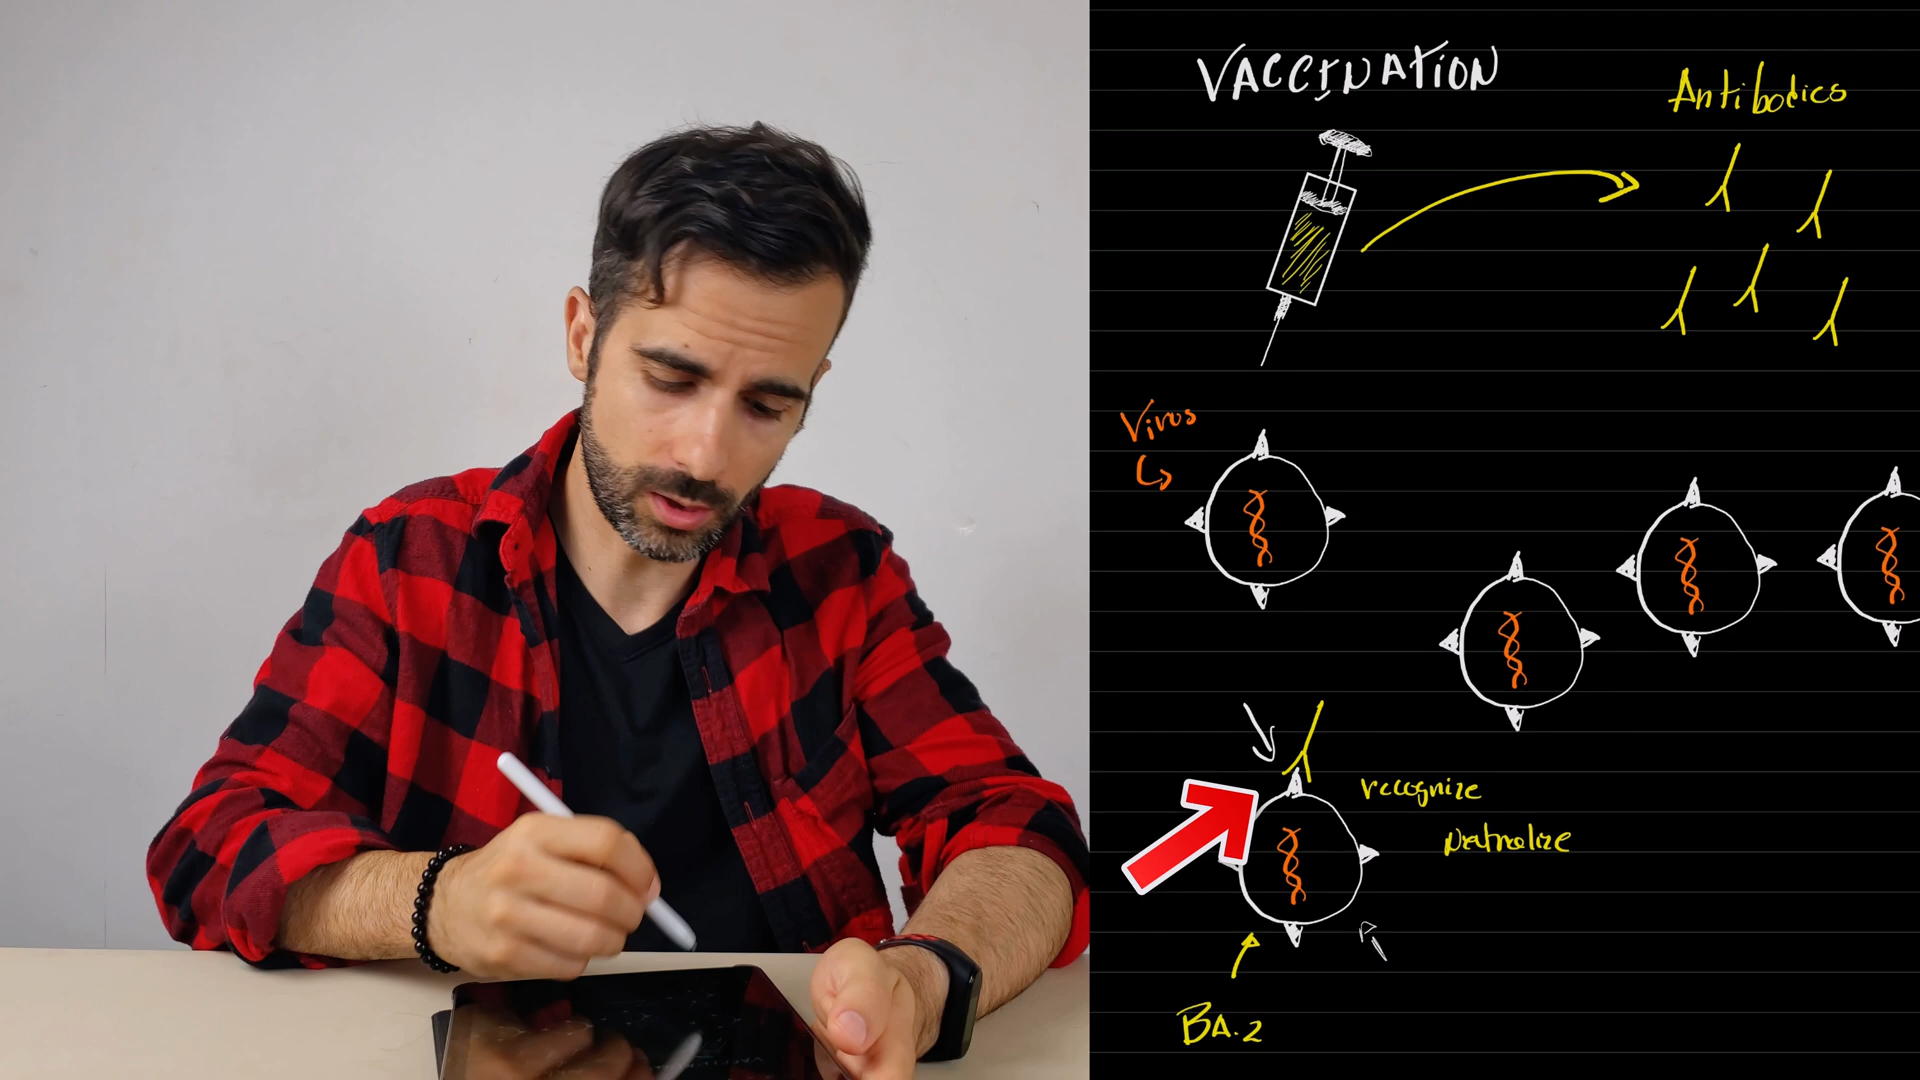 VACCINATION
Antibodies
Virus
recognize
neutralize
BA.2